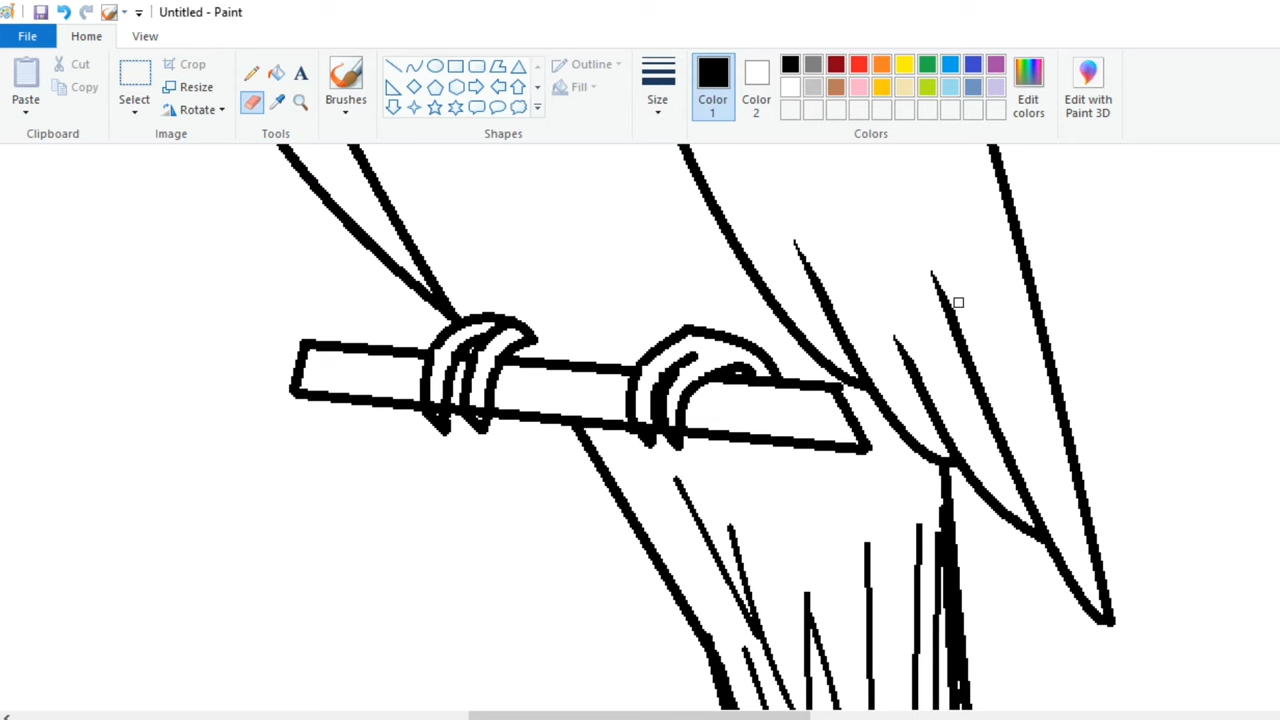 Untitled - Paint
File Home View
Paste
Cut
Copy
Clipboard
Select
Crop
Resize
Rotate
Image
A
Tools
Brushes
Outline
Fill
Shapes
Size
Color 1
Color 2
Edit colors
Colors
Edit with Paint 3D